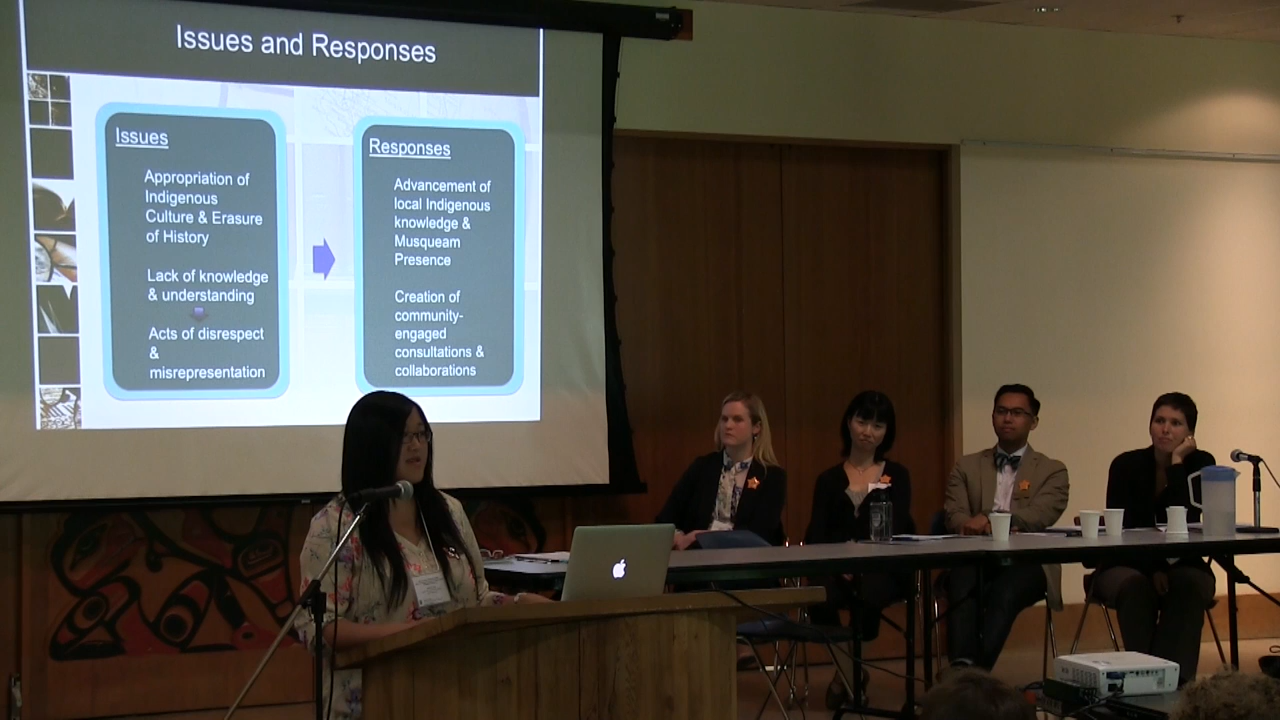 Issues and Responses
Issues
Appropriation of
Indigenous
Culture & Erasure
of History
Lack of knowledge
& understanding
Acts of disrespect
&
misrepresentation
Responses
Advancement of
local Indigenous
knowledge &
Musqueam
Presence
Creation of
community-
engaged
consultations &
collaborations